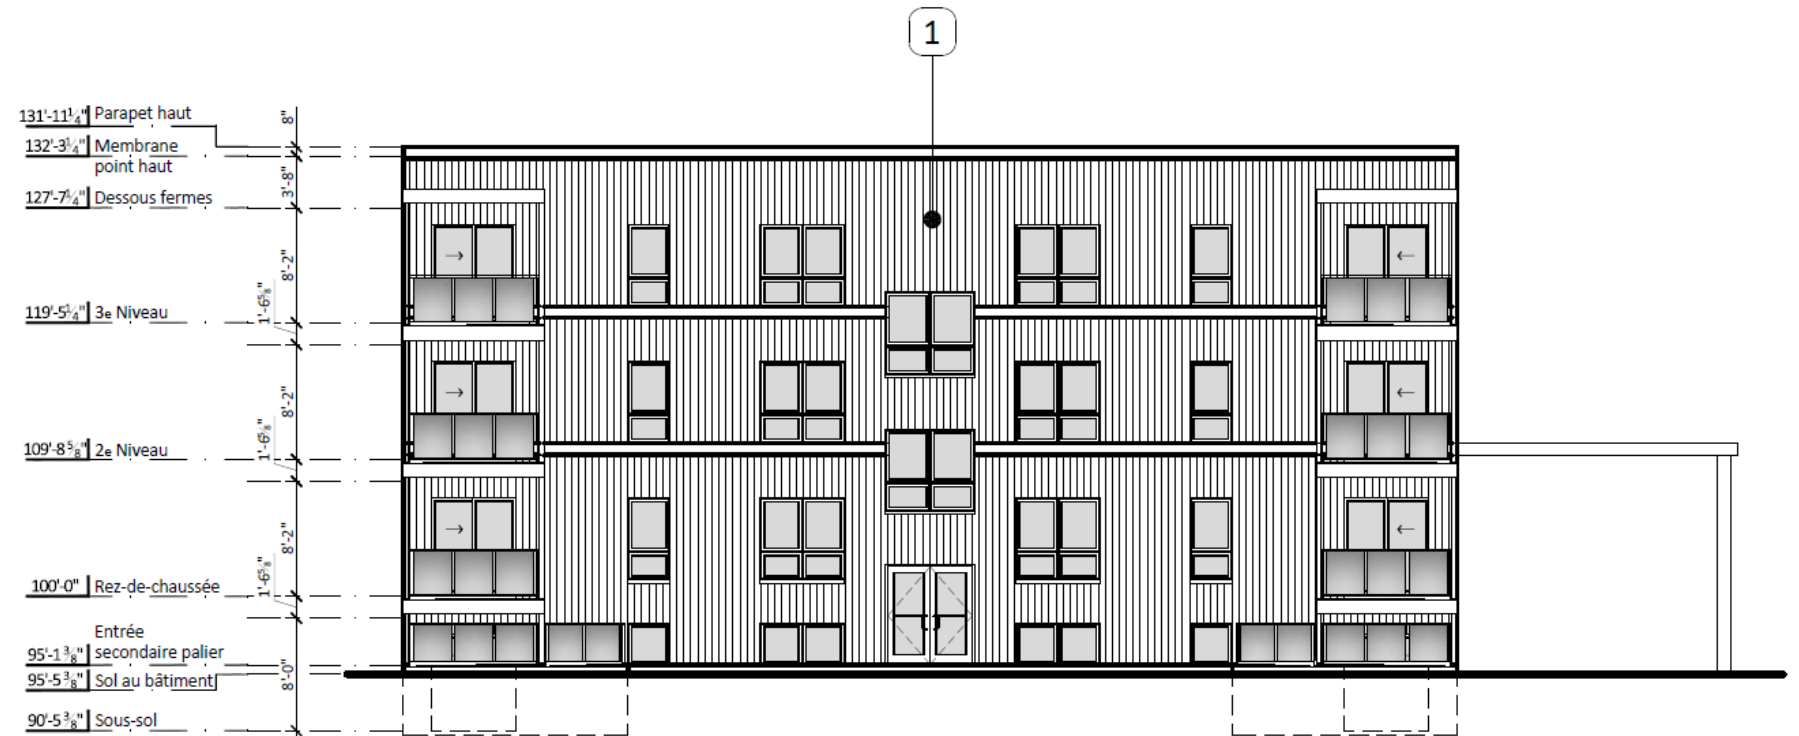 1
131'-11¼" Parapet haut
8"
132'-3¼" Membrane
point haut
3'-8"
127'-7¼" Dessous fermes
8'-2"
1'-6⅝"
119'-5¼" 3e Niveau
8'-2"
1'-6⅝"
109'-8⅝" 2e Niveau
8'-2"
1'-6⅝"
100'-0" Rez-de-chaussée
Entrée
95'-1⅜" secondaire palier
95'-5⅜" Sol au bâtiment
8'-0"
90'-5⅜" Sous-sol